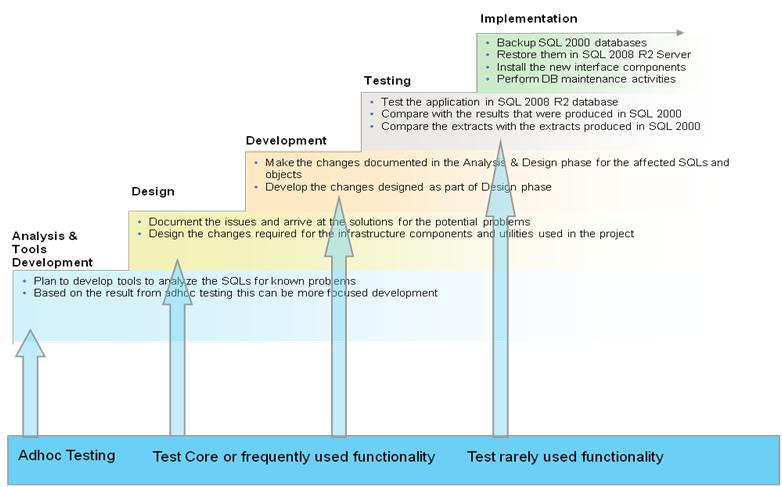 Implementation
• Backup SQL 2000 databases
• Restore them in SQL 2008 R2 Server
• Install the new interface components
• Perform DB maintenance activities
Testing
• Test the application in SQL 2008 R2 database
• Compare with the results that were produced in SQL 2000
• Compare the extracts with the extracts produced in SQL 2000
Development
• Make the changes documented in the Analysis & Design phase for the affected SQLs and
objects
• Develop the changes designed as part of Design phase
Design
• Document the issues and arrive at the solutions for the potential problems
• Design the changes required for the infrastructure components and utilities used in the project
Analysis &
Tools
Development
• Plan to develop tools to analyze the SQLs for known problems
• Based on the result from adhoc testing this can be more focused development
Adhoc Testing
Test Core or frequently used functionality
Test rarely used functionality